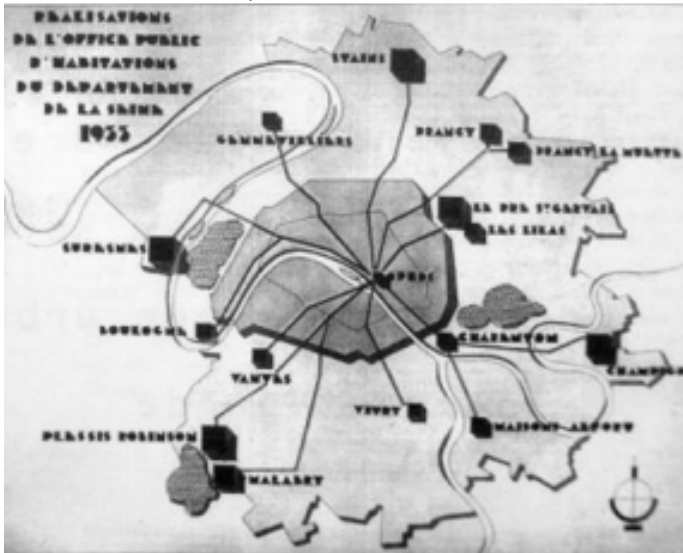 REALISATIONS
DE L'OFFICE PUBLIC
D'HABITATIONS
DU DEPARTEMENT
DE LA SEINE
1933
STAINS
GENNEVILLIERS
DRANCY
DRANCY LA MUETTE
LE PRE ST GERVAIS
LES LILAS
SURESNES
BOULOGNE
CHARENTON
CHAMPIGNY
VANVES
VITRY
MAISONS ALFORT
PLESSIS ROBINSON
MALABRY